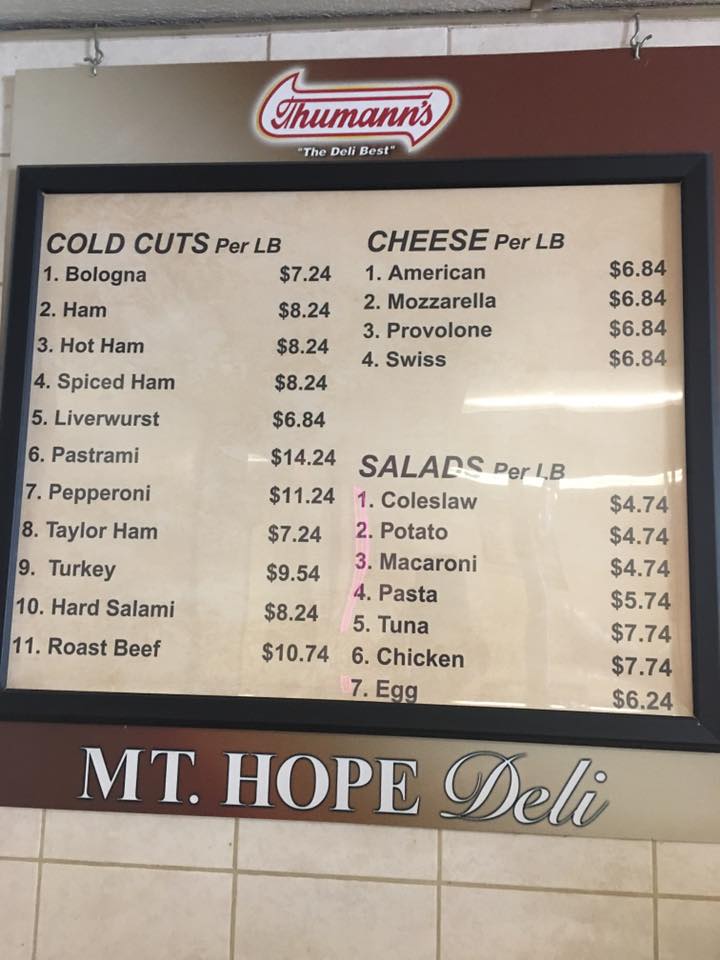 Thumann's
"The Deli Best"
COLD CUTS Per LB
1. Bologna $7.24
2. Ham $8.24
3. Hot Ham $8.24
4. Spiced Ham $8.24
5. Liverwurst $6.84
6. Pastrami $14.24
7. Pepperoni $11.24
8. Taylor Ham $7.24
9. Turkey $9.54
10. Hard Salami $8.24
11. Roast Beef $10.74
CHEESE Per LB
1. American $6.84
2. Mozzarella $6.84
3. Provolone $6.84
4. Swiss $6.84
SALADS Per LB
1. Coleslaw $4.74
2. Potato $4.74
3. Macaroni $4.74
4. Pasta $5.74
5. Tuna $7.74
6. Chicken $7.74
7. Egg $6.24
MT. HOPE Deli